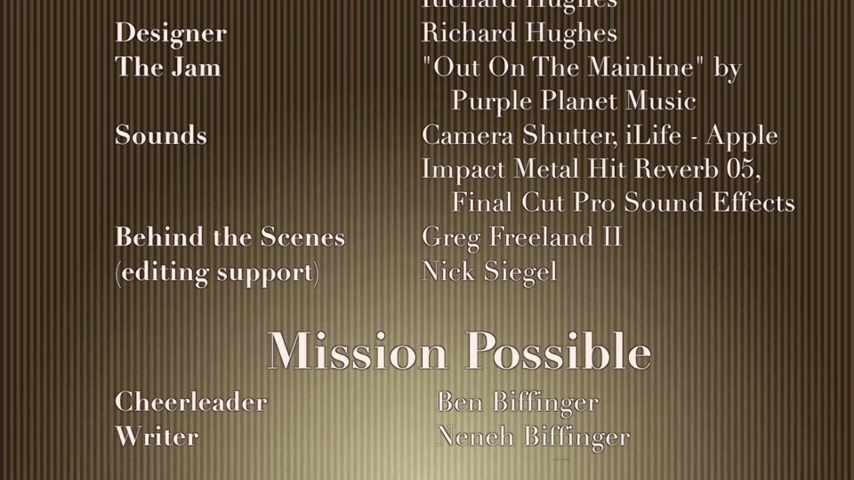 Richard Hughes
Designer Richard Hughes
The Jam "Out On The Mainline" by
Purple Planet Music
Sounds Camera Shutter, iLife - Apple
Impact Metal Hit Reverb 05,
Final Cut Pro Sound Effects
Behind the Scenes Greg Freeland II
(editing support) Nick Siegel
Mission Possible
Cheerleader Ben Biffinger
Writer Neneh Biffinger